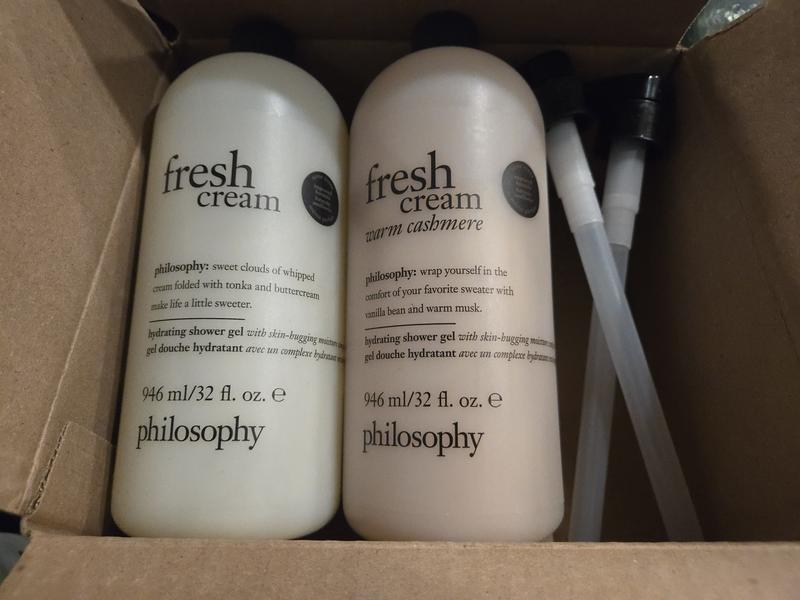 fresh
cream
philosophy: sweet clouds of whipped
cream folded with tonka and buttercream
make life a little sweeter.
hydrating shower gel with skin-hugging moisture
gel douche hydratant avec un complexe hydratant
946 ml/32 fl. oz. ℮
philosophy
fresh
cream
warm cashmere
philosophy: wrap yourself in the
comfort of your favorite sweater with
vanilla bean and warm musk.
hydrating shower gel with skin-hugging moisture
gel douche hydratant avec un complexe hydratant
946 ml/32 fl. oz. ℮
philosophy